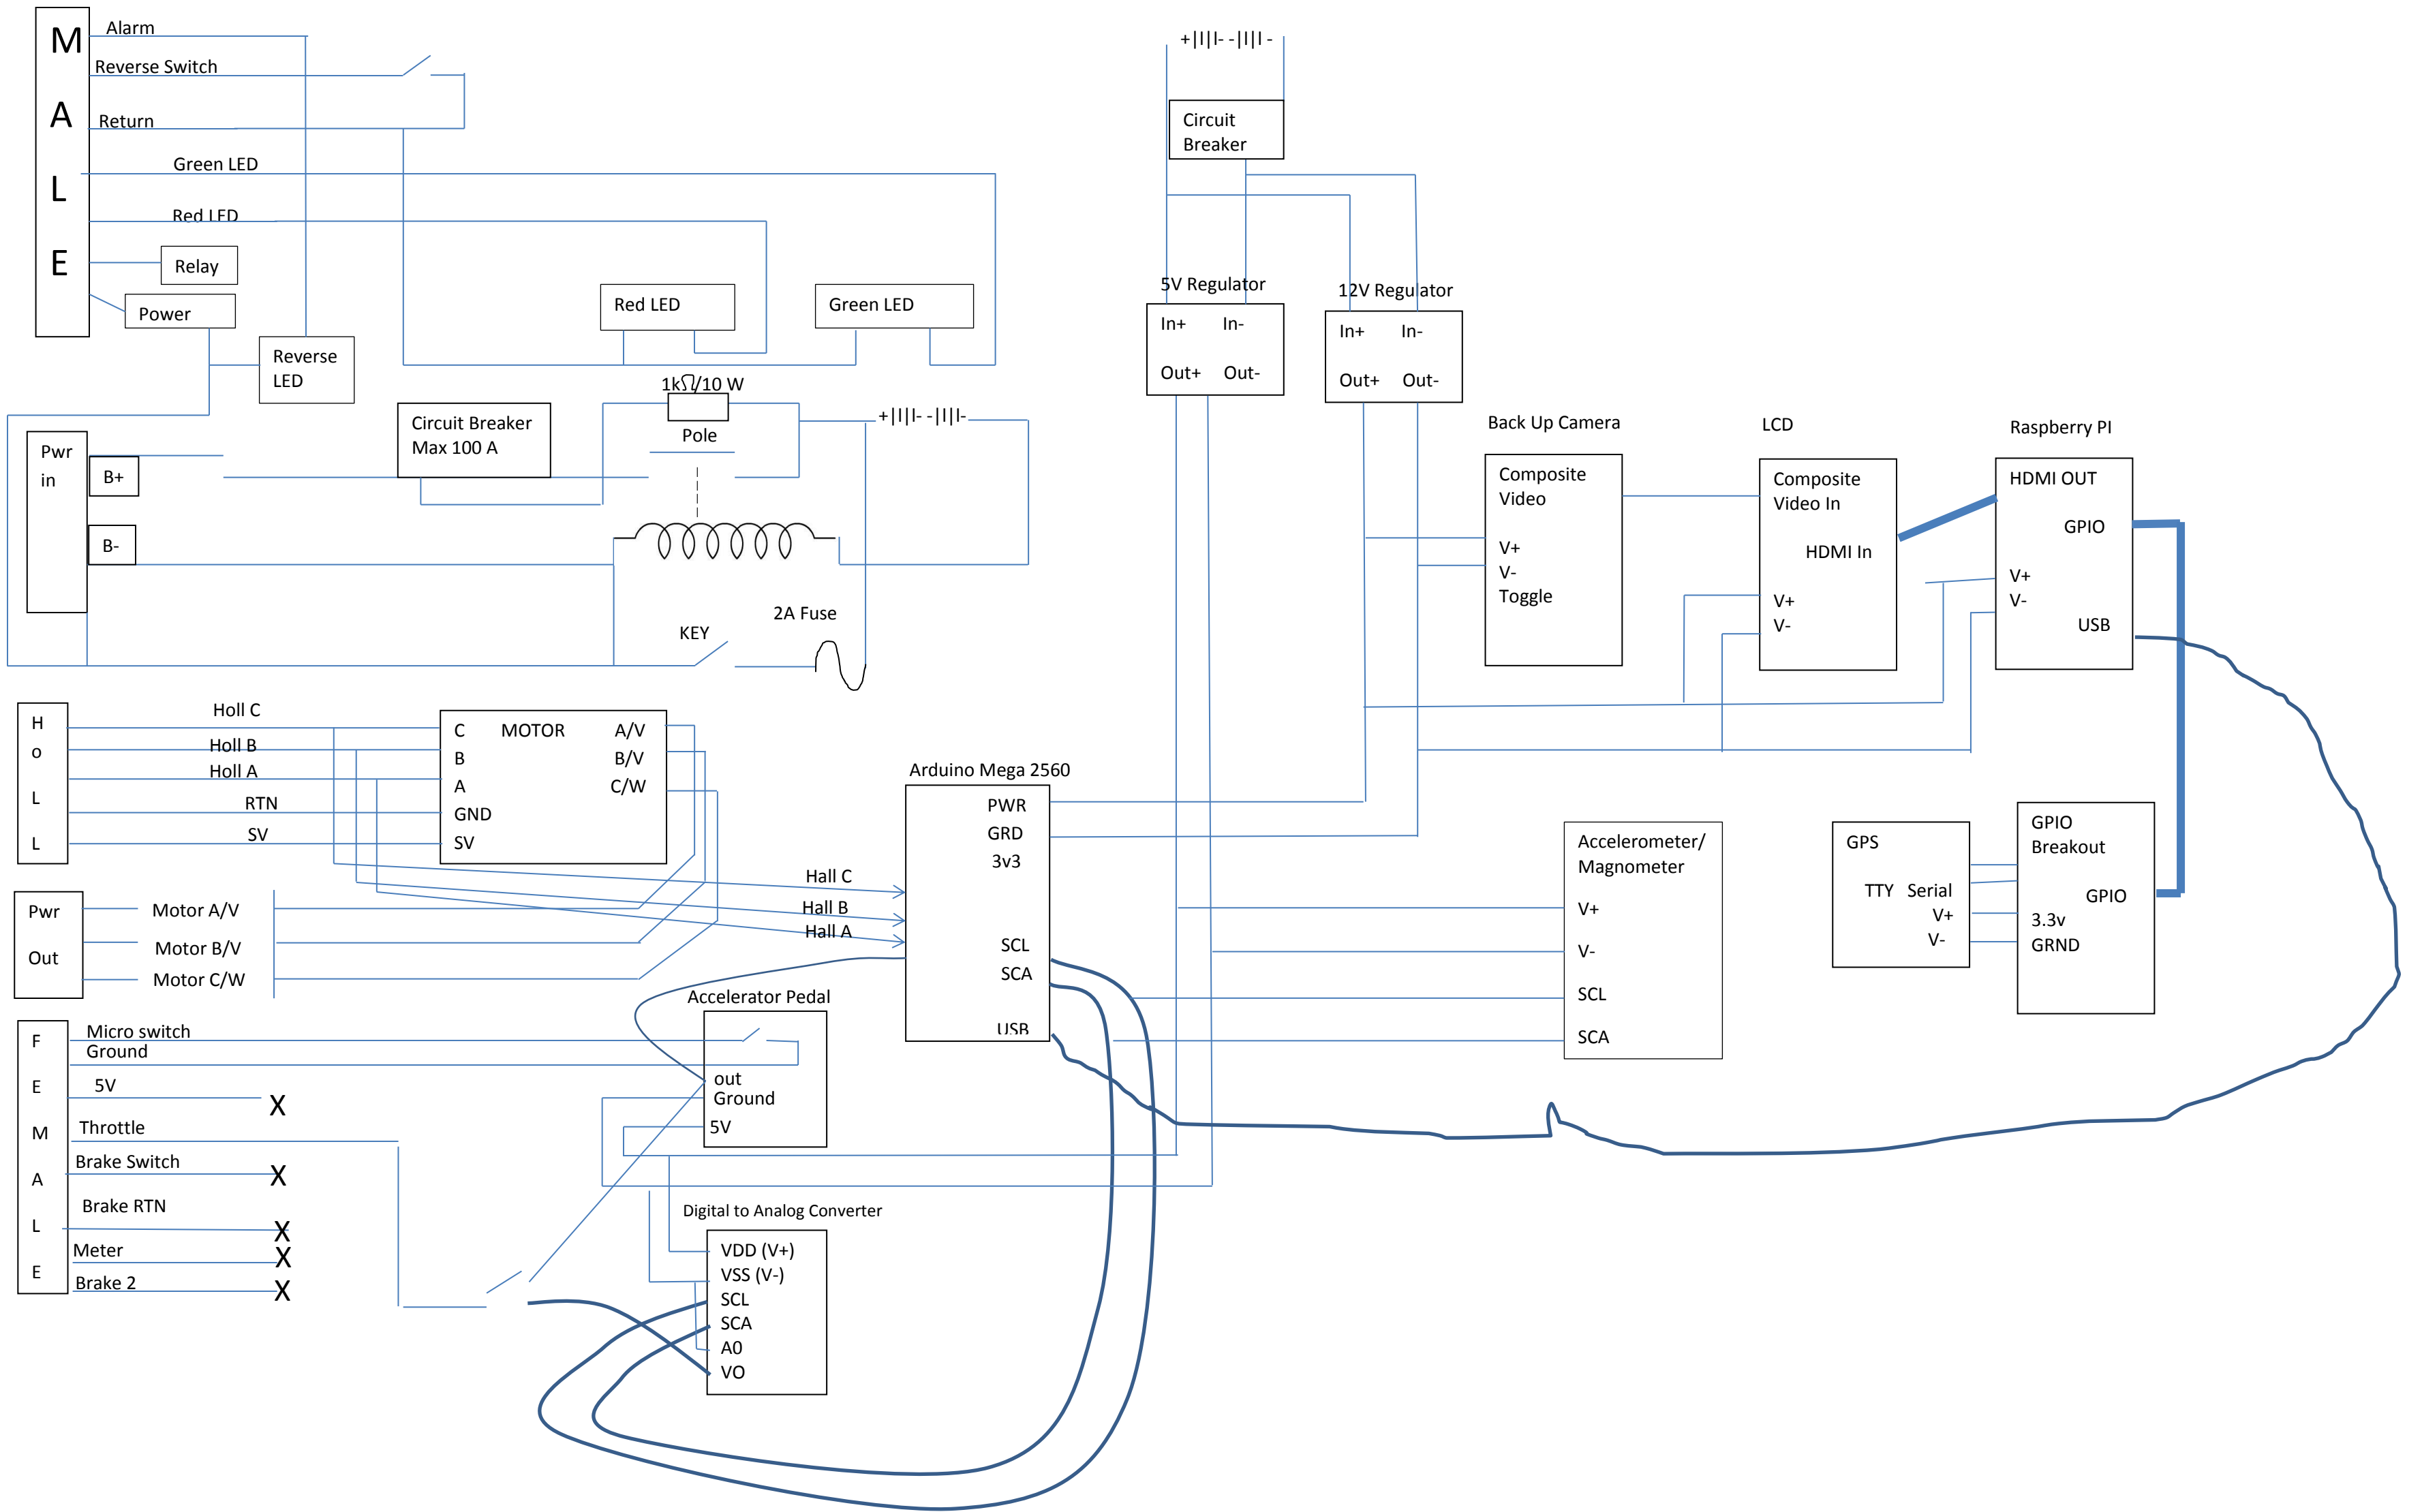 M
A
L
E
Alarm
Reverse Switch
Return
Green LED
Red LED
Relay
Power
Reverse
LED
Red LED
Green LED
1kΩ/10 W
Pole
Circuit Breaker
Max 100 A
+||||- -||||-
Pwr
in
B+
B-
KEY
2A Fuse
+||||- -|||| -
Circuit
Breaker
5V Regulator
In+ In-
Out+ Out-
12V Regulator
In+ In-
Out+ Out-
Back Up Camera
Composite
Video
V+
V-
Toggle
LCD
Composite
Video In
HDMI In
V+
V-
Raspberry PI
HDMI OUT
GPIO
V+
V-
USB
H
o
L
L
Holl C
Holl B
Holl A
RTN
SV
C MOTOR A/V
B B/V
A C/W
GND
SV
Pwr
Out
Motor A/V
Motor B/V
Motor C/W
Hall C
Hall B
Hall A
Arduino Mega 2560
PWR
GRD
3v3
SCL
SCA
USB
Accelerometer/
Magnometer
V+
V-
SCL
SCA
GPS
TTY Serial
V+
V-
GPIO
Breakout
GPIO
3.3v
GRND
F
E
M
A
L
E
Micro switch
Ground
5V
X
Throttle
Brake Switch
X
Brake RTN
X
Meter
X
Brake 2
X
Accelerator Pedal
out
Ground
5V
Digital to Analog Converter
VDD (V+)
VSS (V-)
SCL
SCA
A0
VO